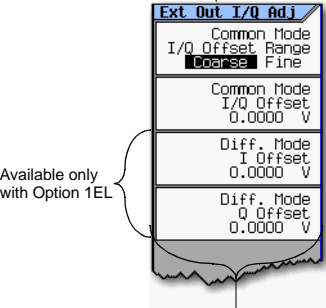 Ext Out I/Q Adj
Common Mode
I/Q Offset Range
Coarse Fine
Common Mode
I/Q Offset
0.0000 V
Available only
with Option 1EL
Diff. Mode
I Offset
0.0000 V
Diff. Mode
Q Offset
0.0000 V